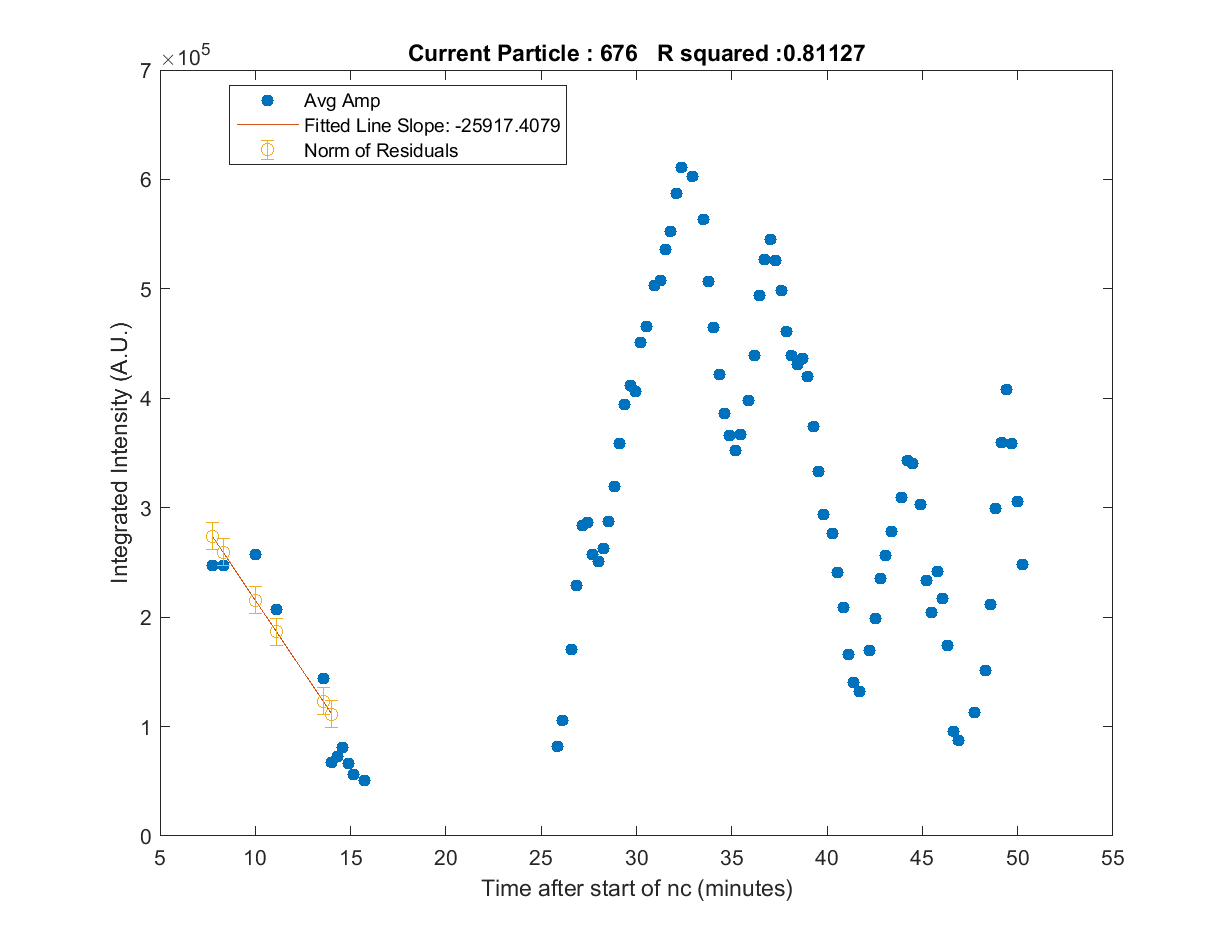 Current Particle : 676   R squared :0.81127
×10^5
Avg Amp
Fitted Line Slope: -25917.4079
Norm of Residuals
7
6
5
4
3
2
1
0
Integrated Intensity (A.U.)
5 10 15 20 25 30 35 40 45 50 55
Time after start of nc (minutes)